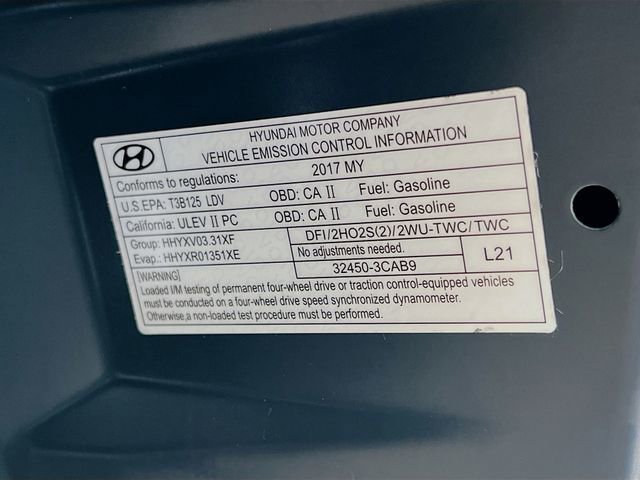 HYUNDAI MOTOR COMPANY
VEHICLE EMISSION CONTROL INFORMATION
Conforms to regulations: 2017 MY
U.S.EPA: T3B125 LDV OBD: CA II Fuel: Gasoline
California: ULEV II PC OBD: CA II Fuel: Gasoline
Group: HHYXV03.31XF DFI/2HO2S(2)/2WU-TWC/TWC
Evap.: HHYXR01351XE No adjustments needed. L21
32450-3CAB9
[WARNING]
Loaded I/M testing of permanent four-wheel drive or traction control-equipped vehicles
must be conducted on a four-wheel drive speed synchronized dynamometer.
Otherwise,a non-loaded test procedure must be performed.